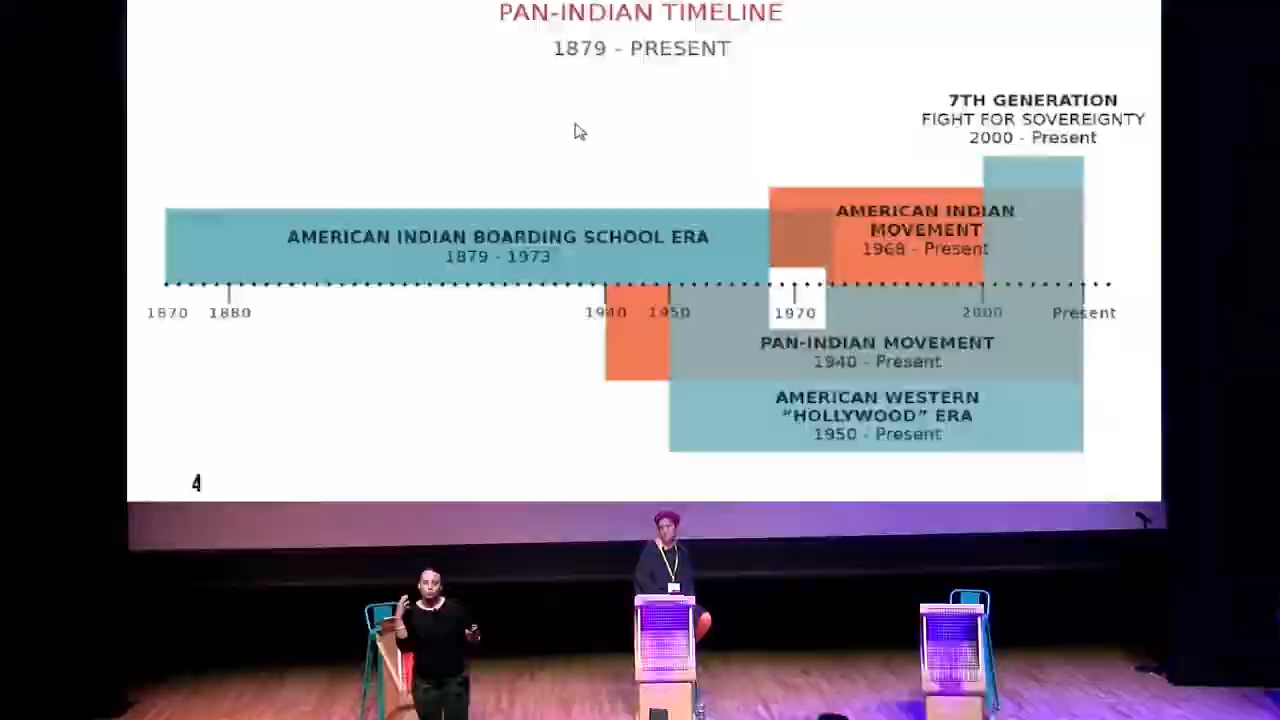 PAN-INDIAN TIMELINE
1879 - PRESENT
7TH GENERATION
FIGHT FOR SOVEREIGNTY
2000 - Present
AMERICAN INDIAN
MOVEMENT
1968 - Present
AMERICAN INDIAN BOARDING SCHOOL ERA
1879 - 1973
1870 1880 1940 1950 1970 2000 Present
PAN-INDIAN MOVEMENT
1940 - Present
AMERICAN WESTERN
“HOLLYWOOD” ERA
1950 - Present
4